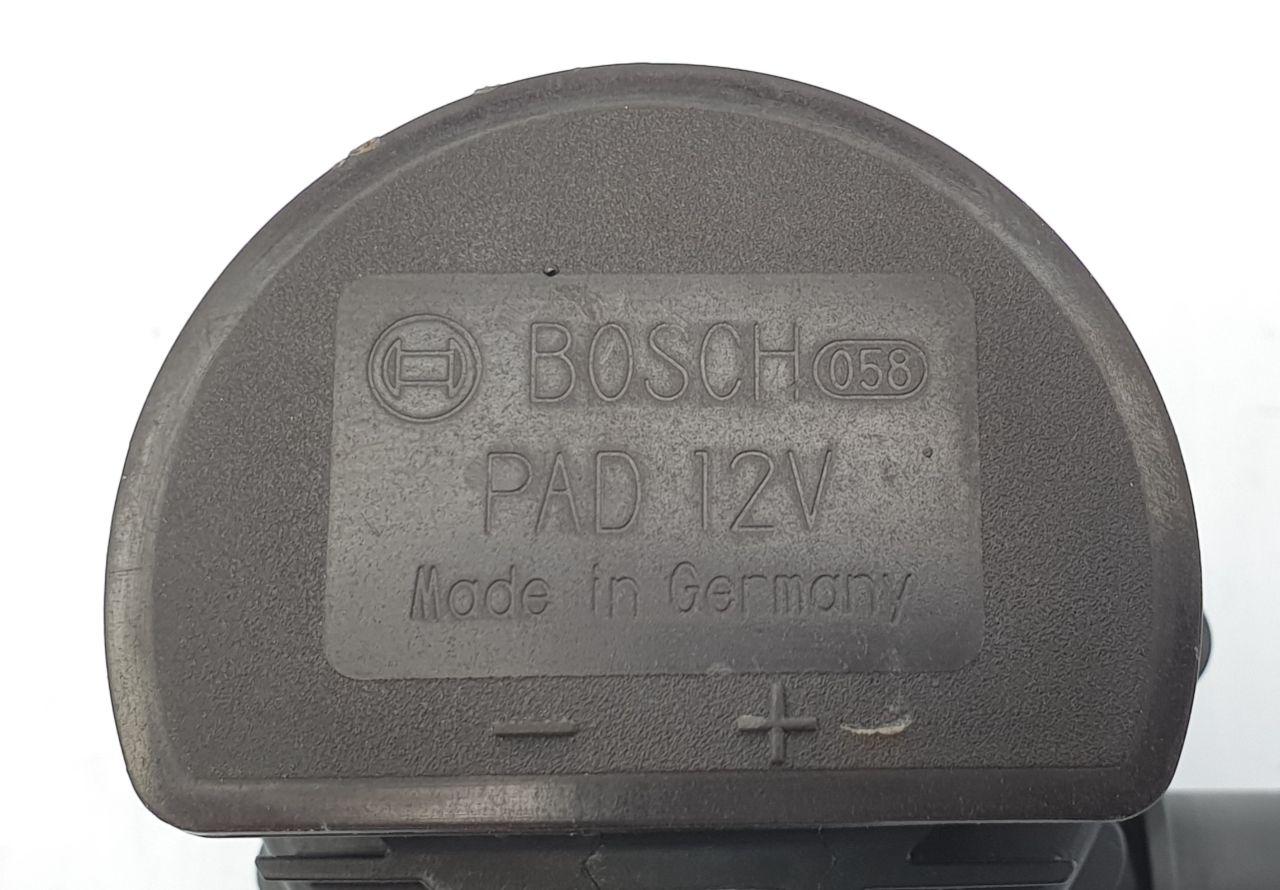 BOSCH 058
PAD 12V
Made in Germany
− +